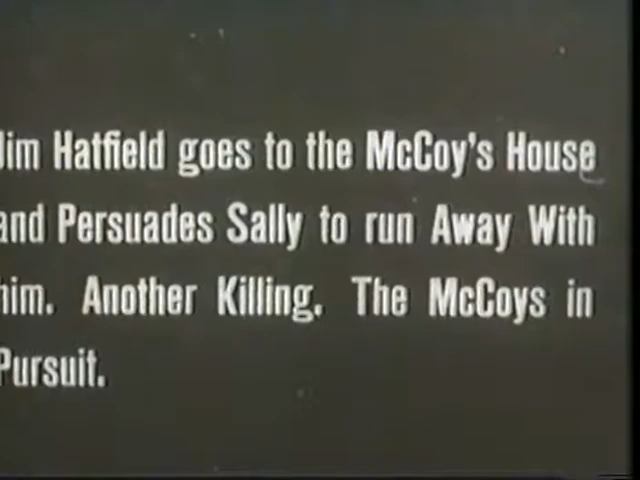 Jim Hatfield goes to the McCoy's House
and Persuades Sally to run Away With
him. Another Killing. The McCoys in
Pursuit.